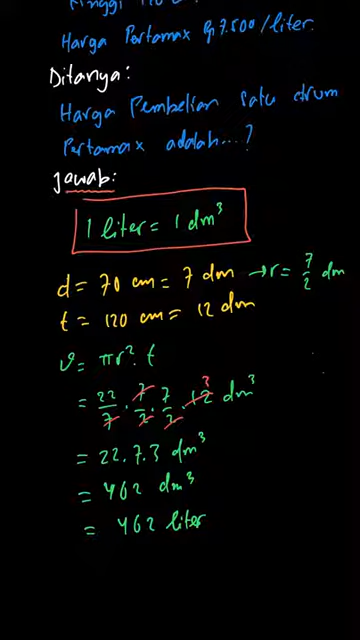 Harga Pertamax Rp7.500/liter.
Ditanya:
Harga Pembelian satu drum
Pertamax adalah...?
Jawab:
1 liter = 1 dm³
d = 70 cm = 7 dm → r = 7/2 dm
t = 120 cm = 12 dm
v = πr². t
= 22/7 . 7/2 . 7/2 . 12 3 dm³
= 22.7.3 dm³
= 462 dm³
= 462 liter